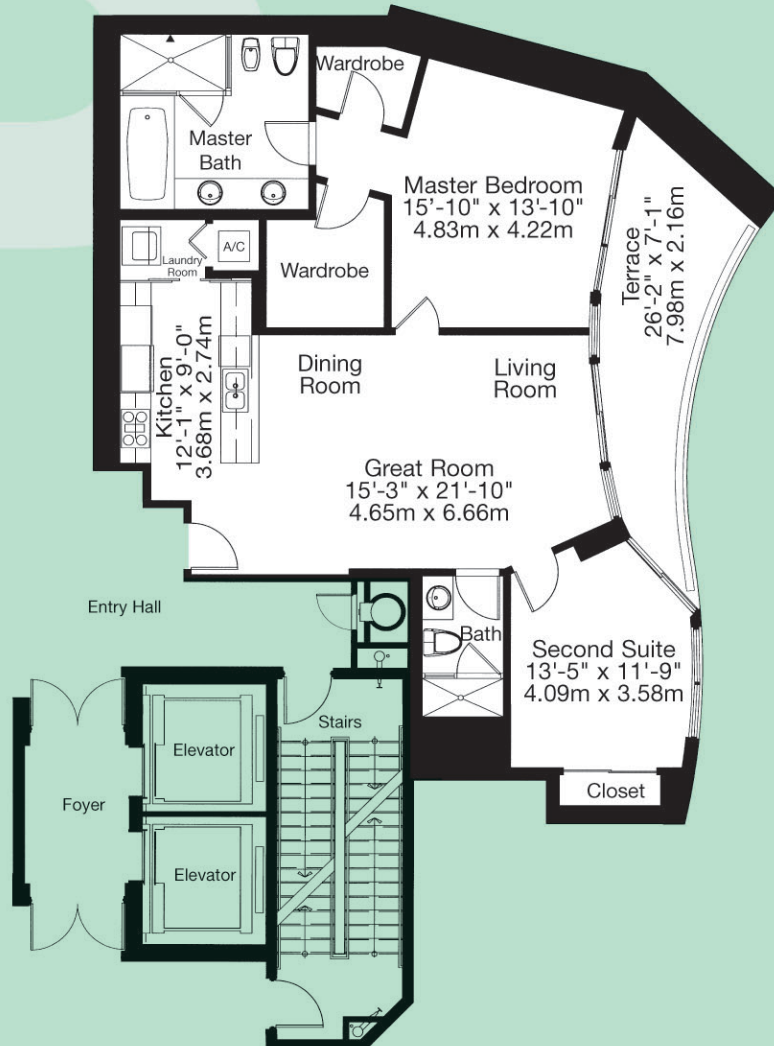 Wardrobe
Master
Bath
Master Bedroom
15'-10" x 13'-10"
4.83m x 4.22m
Terrace
26'-2" x 7'-1"
7.98m x 2.16m
A/C
Laundry
Room
Wardrobe
Kitchen
12'-1" x 9'-0"
3.68m x 2.74m
Dining
Room
Living
Room
Great Room
15'-3" x 21'-10"
4.65m x 6.66m
Entry Hall
Bath
Second Suite
13'-5" x 11'-9"
4.09m x 3.58m
Stairs
Elevator
Closet
Foyer
Elevator